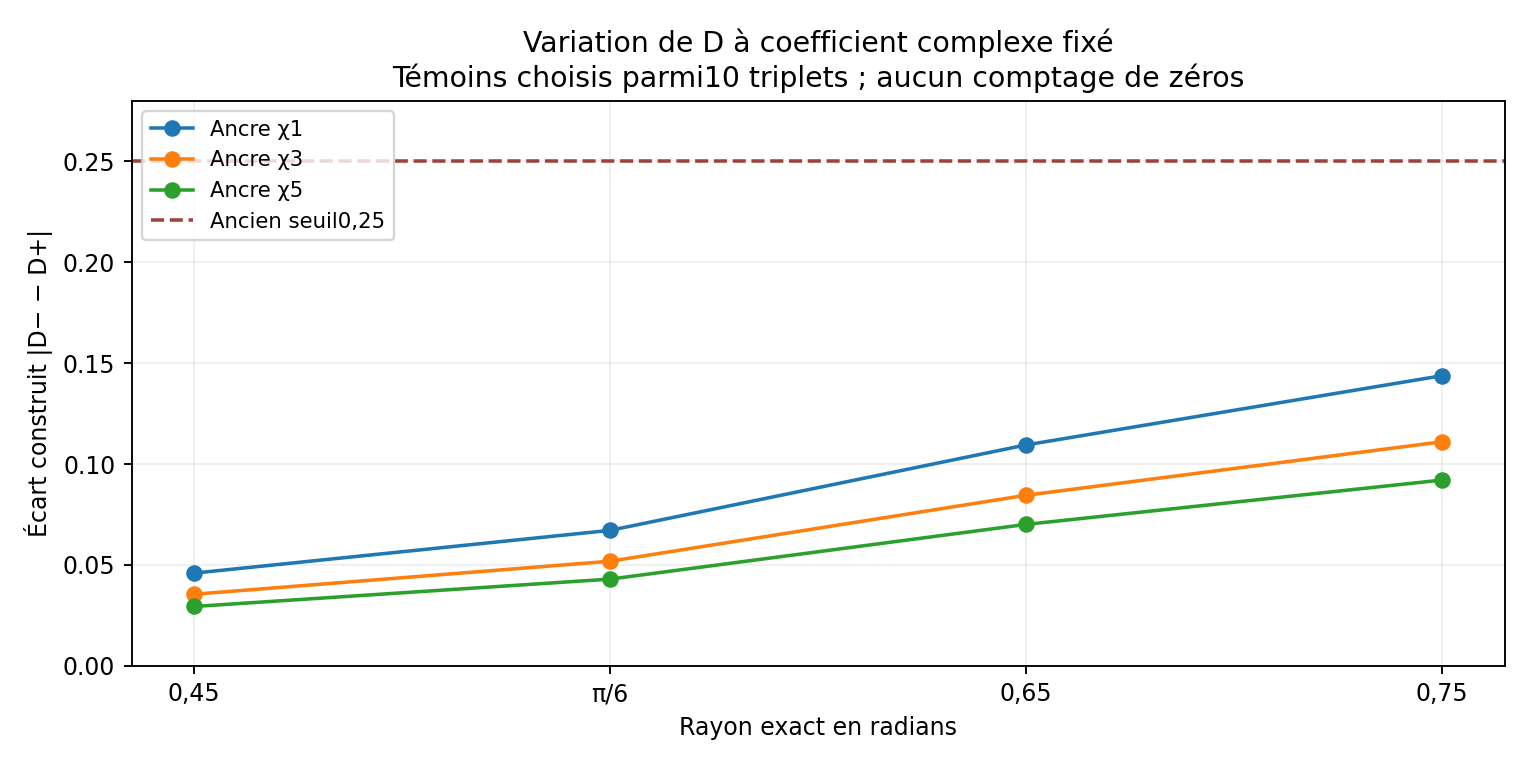 Variation de D à coefficient complexe fixé
Témoins choisis parmi10 triplets ; aucun comptage de zéros
Ancre χ1
Ancre χ3
Ancre χ5
Ancien seuil0,25
Écart construit |D− − D+|
0.25
0.20
0.15
0.10
0.05
0.00
0,45
π/6
0,65
0,75
Rayon exact en radians